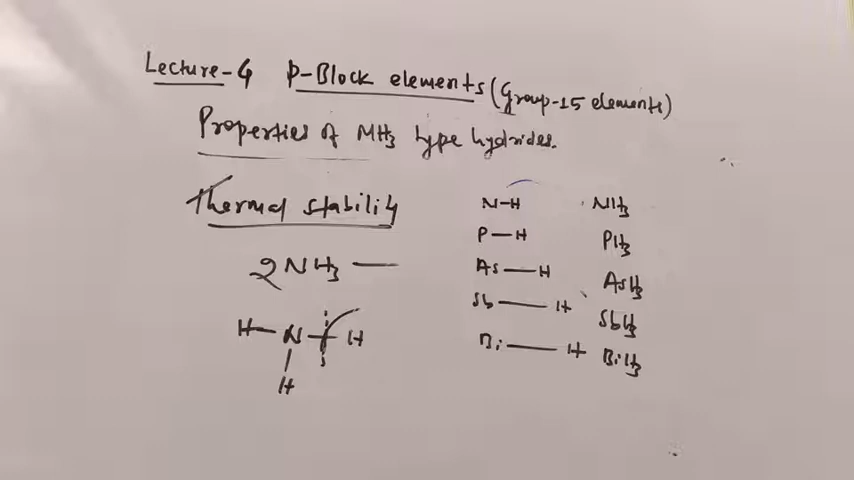 Lecture-4 p-Block elements (Group-15 elements)
Properties of MH3 type hydrides.
Thermal stability
2NH3 —
H—N—H
H
N-H NH3
P-H PH3
As—H AsH3
Sb—H SbH3
Bi—H BiH3